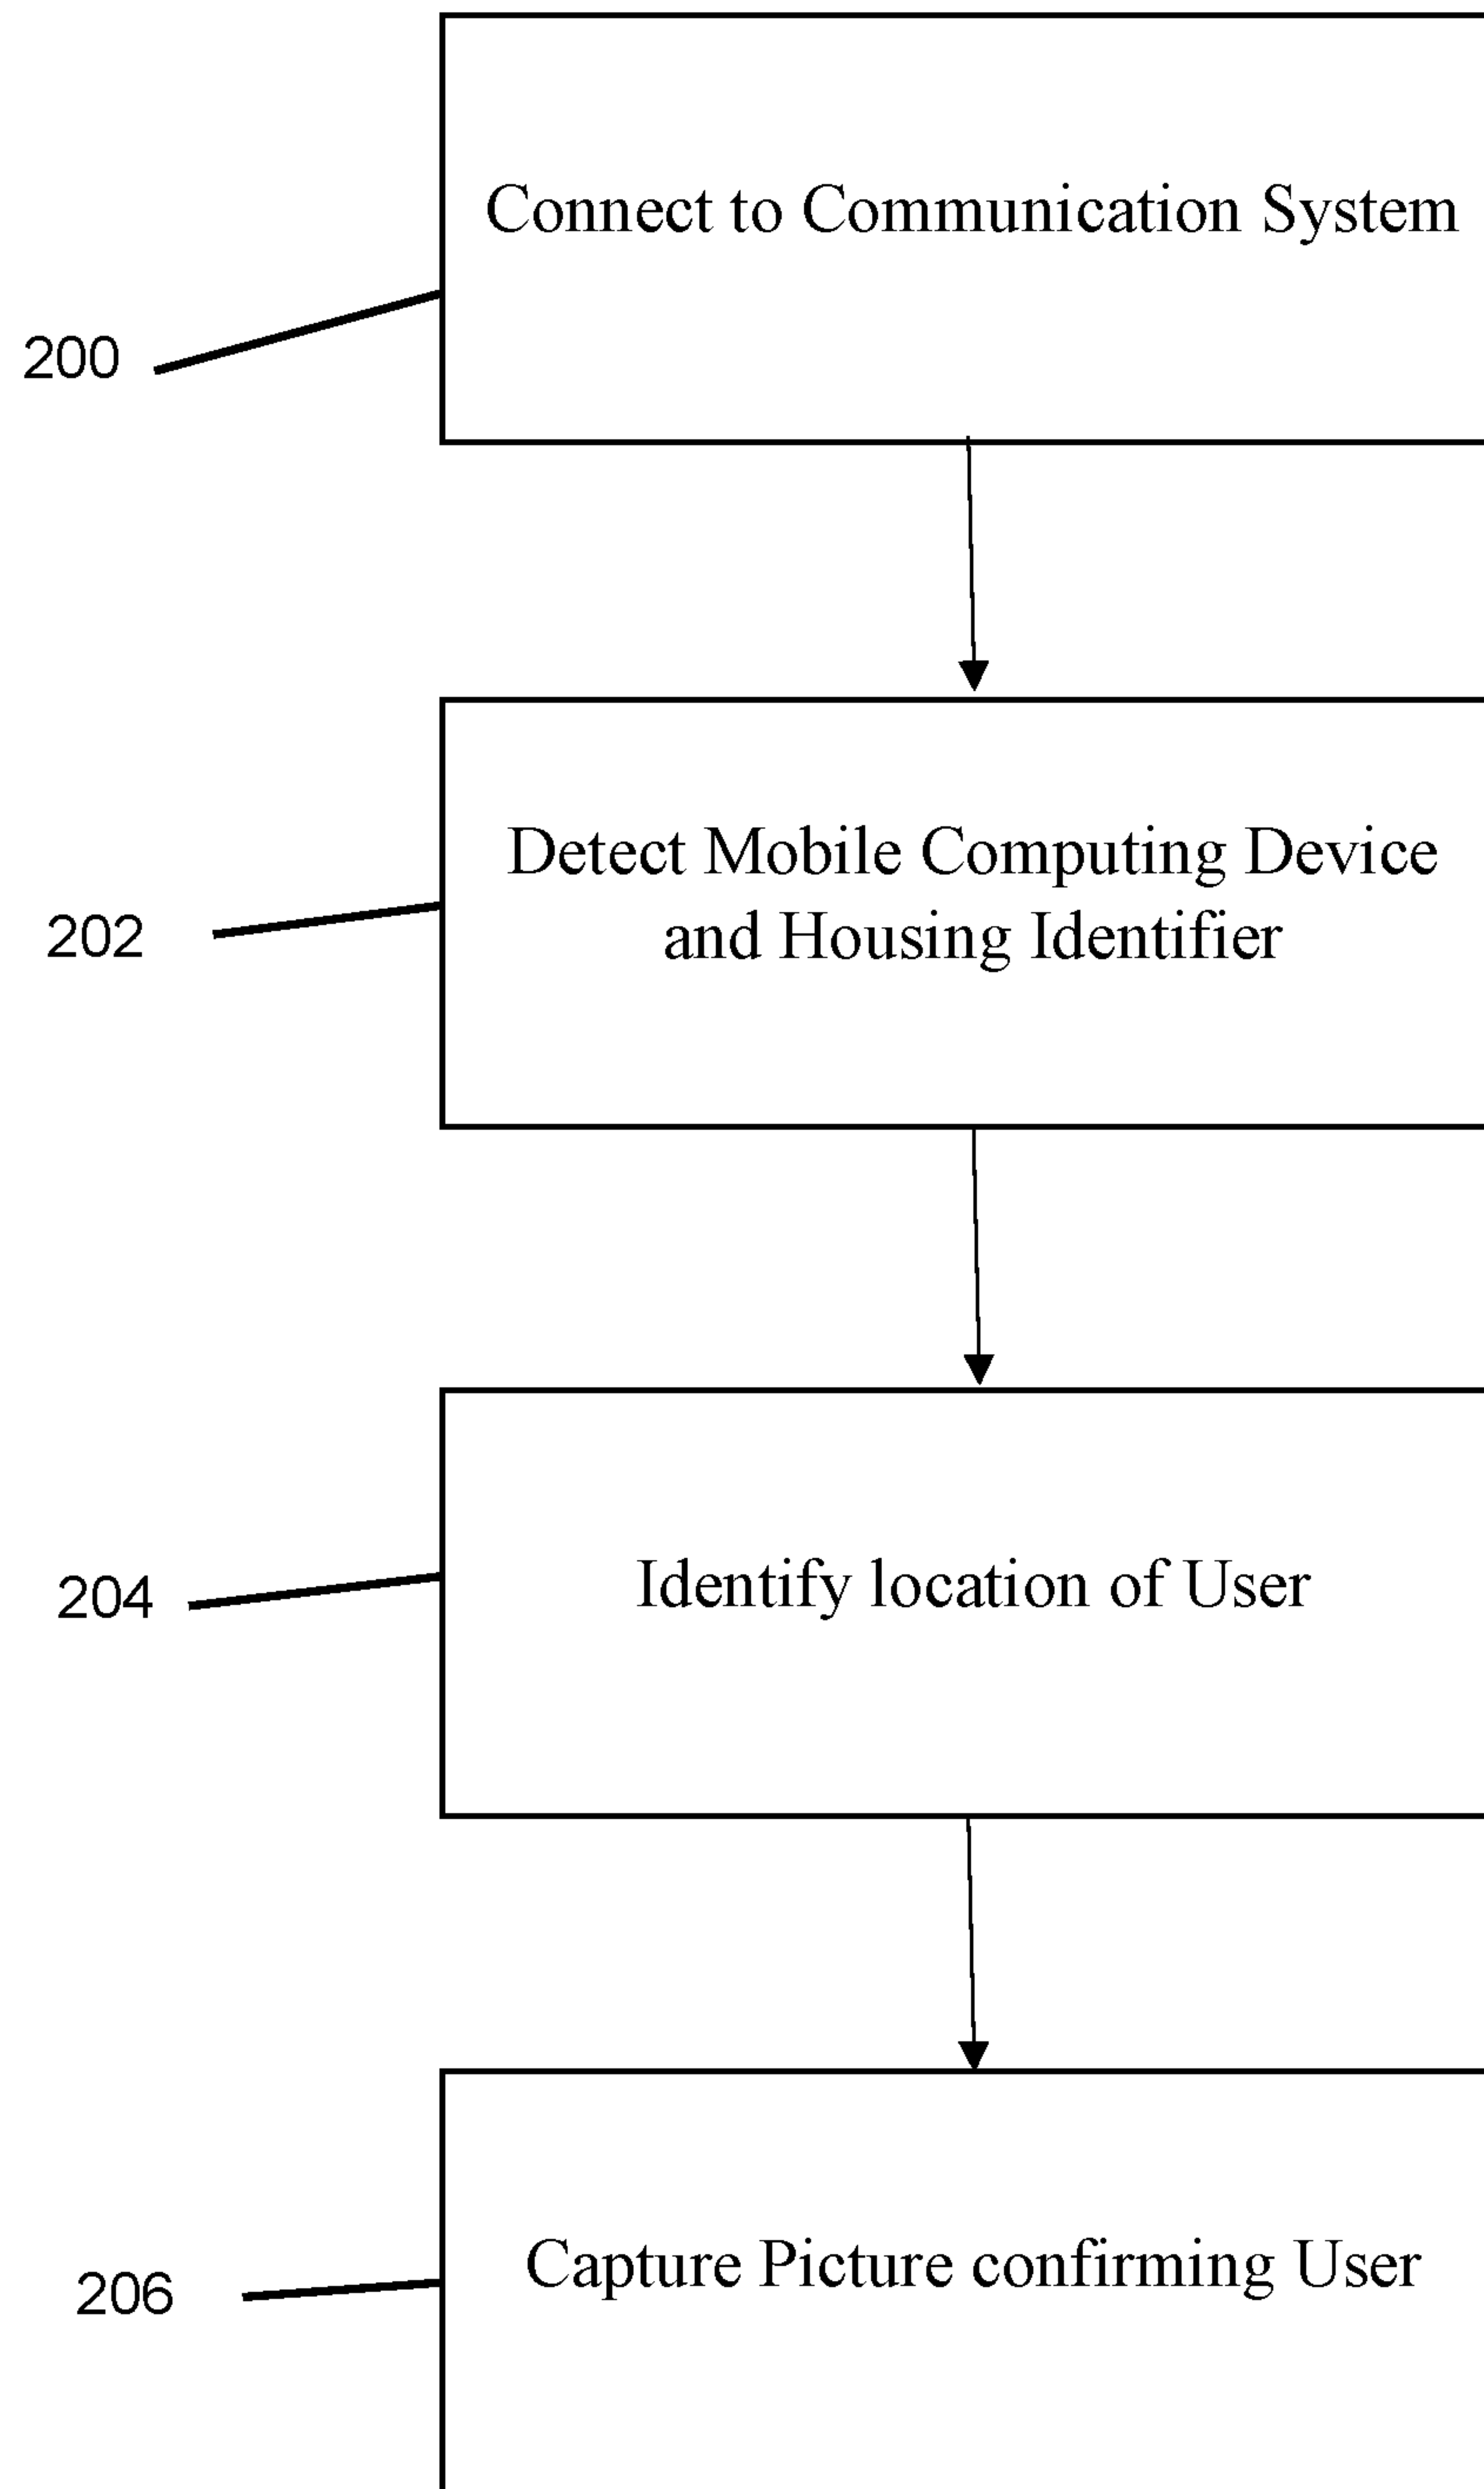 Connect to Communication System
200
Detect Mobile Computing Device
and Housing Identifier
202
Identify location of User
204
Capture Picture confirming User
206